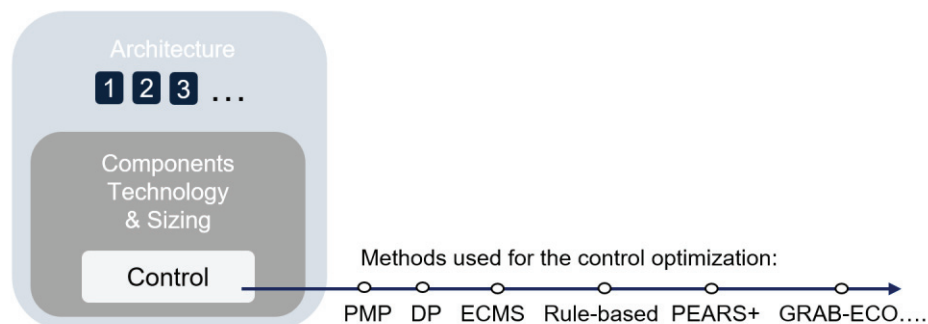 Architecture
1 2 3 ...
Components
Technology
& Sizing
Control
Methods used for the control optimization:
PMP DP ECMS Rule-based PEARS+ GRAB-ECO....